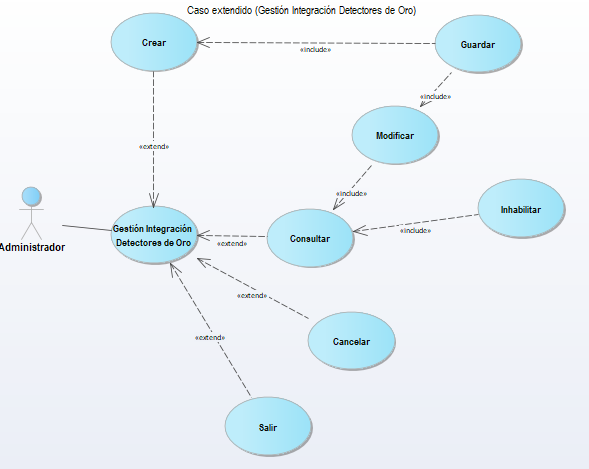 Caso extendido (Gestión Integración Detectores de Oro)
Crear
Guardar
«include»
«include»
Modificar
«extend»
«include»
Inhabilitar
Gestión Integración
Detectores de Oro
Consultar
«include»
«extend»
Administrador
«extend»
Cancelar
«extend»
Salir